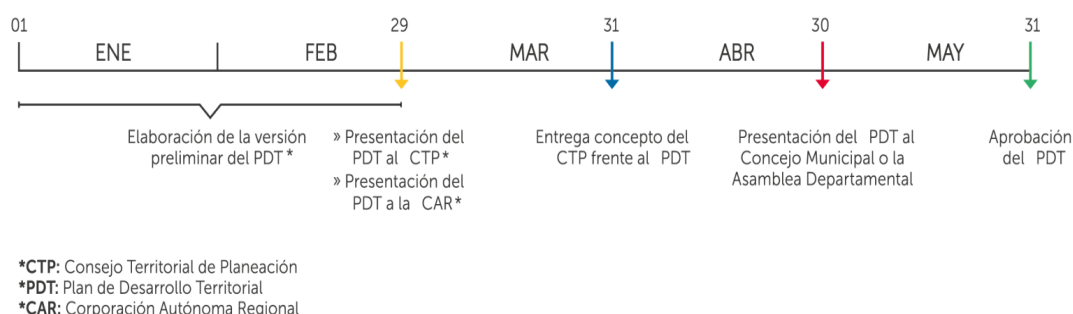 01
29
31
30
31
ENE
FEB
MAR
ABR
MAY
Elaboración de la versión
preliminar del PDT *
» Presentación del
PDT al CTP*
» Presentación del
PDT a la CAR*
Entrega concepto del
CTP frente al PDT
Presentación del PDT al
Concejo Municipal o la
Asamblea Departamental
Aprobación
del PDT
*CTP: Consejo Territorial de Planeación
*PDT: Plan de Desarrollo Territorial
*CAR: Corporación Autónoma Regional